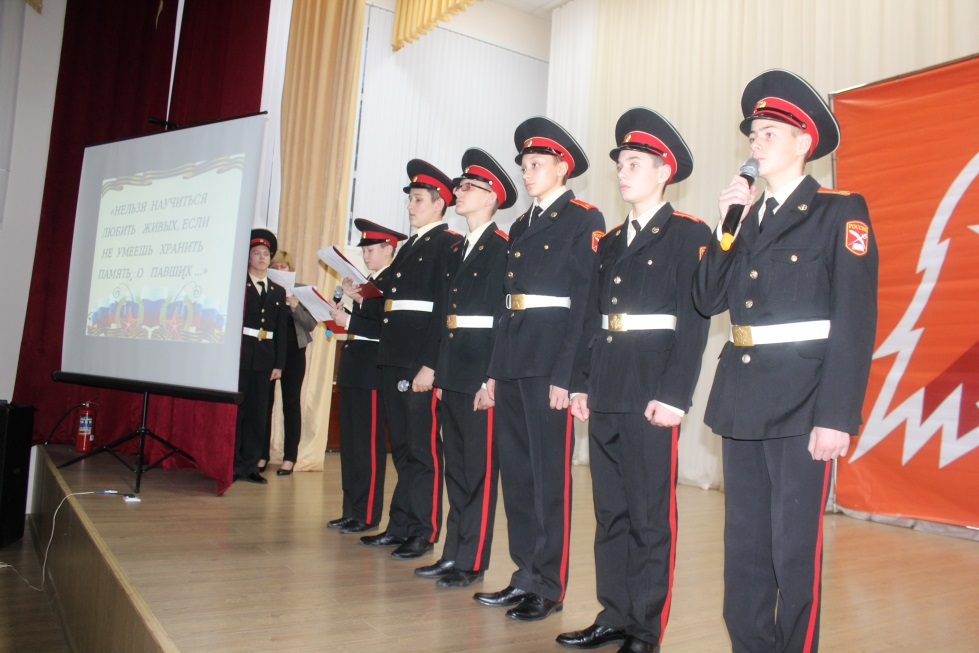 «НЕЛЬЗЯ НАУЧИТЬСЯ
ЛЮБИТЬ ЖИВЫХ, ЕСЛИ
НЕ УМЕЕШЬ ХРАНИТЬ
ПАМЯТЬ О ПАВШИХ ...»
РОССИЯ